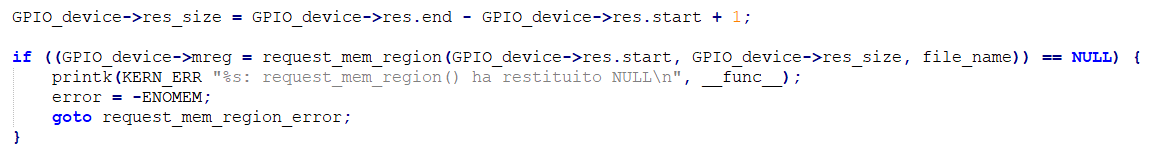 GPIO_device->res_size = GPIO_device->res.end - GPIO_device->res.start + 1;
if ((GPIO_device->mreg = request_mem_region(GPIO_device->res.start, GPIO_device->res_size, file_name)) == NULL) {
printk(KERN_ERR "%s: request_mem_region() ha restituito NULL\n", __func__);
error = -ENOMEM;
goto request_mem_region_error;
}